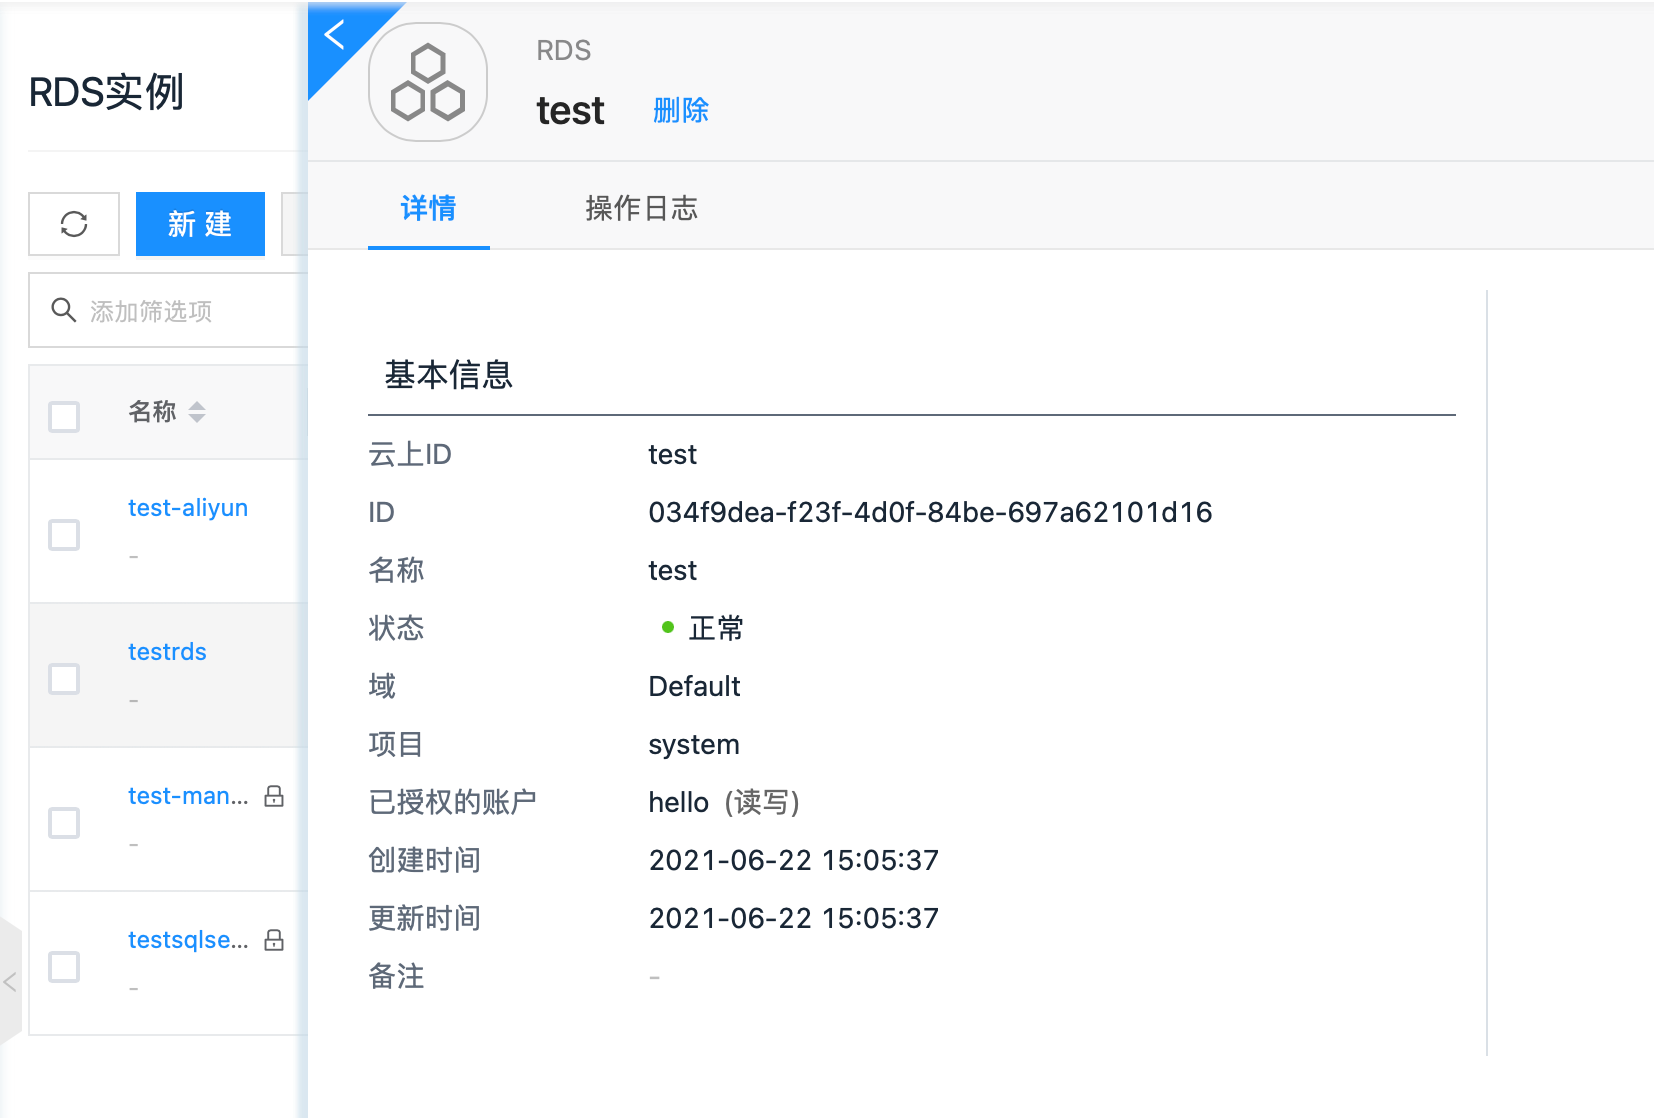 RDS实例
新 建
添加筛选项
名称
test-aliyun
-
testrds
-
test-man...
-
testsqlse...
-
RDS
test 删除
详情 操作日志
基本信息
云上ID test
ID 034f9dea-f23f-4d0f-84be-697a62101d16
名称 test
状态 正常
域 Default
项目 system
已授权的账户 hello (读写)
创建时间 2021-06-22 15:05:37
更新时间 2021-06-22 15:05:37
备注 -